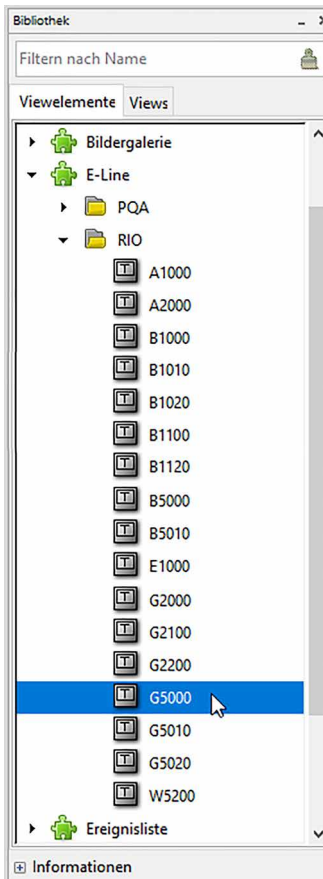 Bibliothek
Filtern nach Name
Viewelemente Views
Bildergalerie
E-Line
PQA
RIO
A1000
A2000
B1000
B1010
B1020
B1100
B1120
B5000
B5010
E1000
G2000
G2100
G2200
G5000
G5010
G5020
W5200
Ereignisliste
Informationen